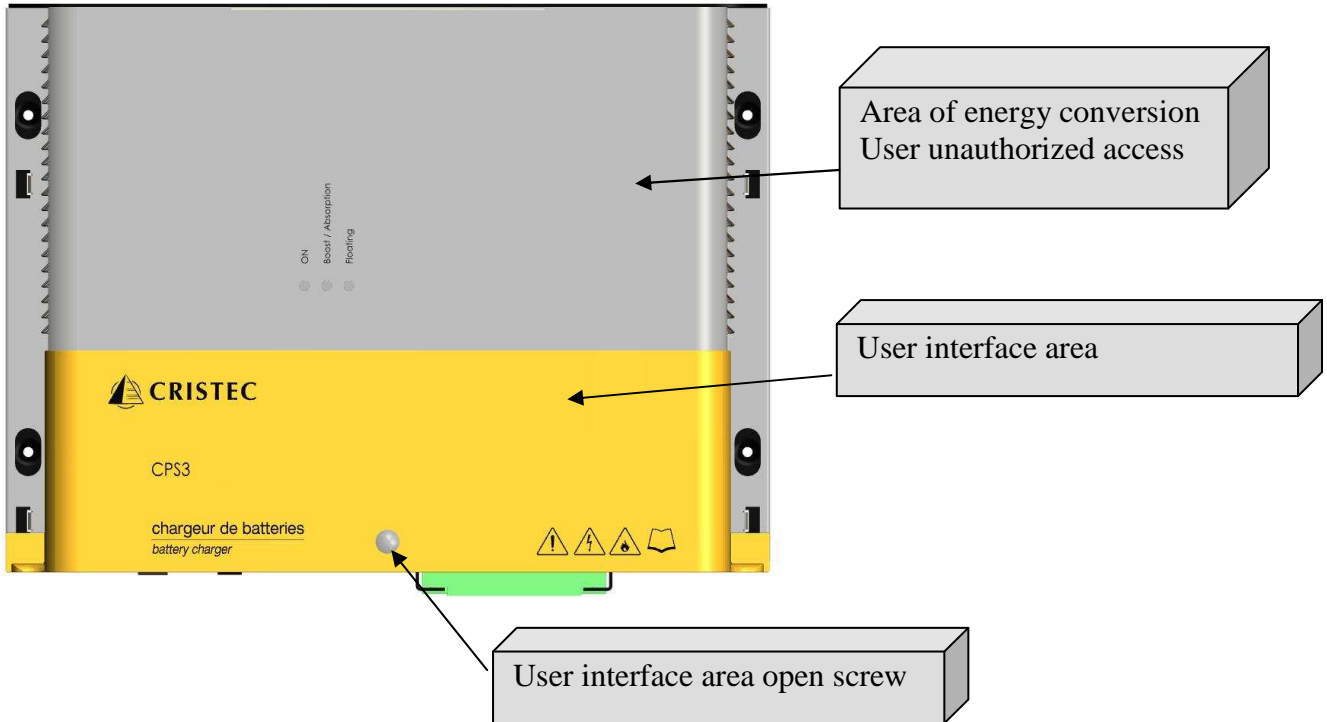 Area of energy conversion
User unauthorized access
ON
Boost / Absorption
Floating
User interface area
CRISTEC
CPS3
chargeur de batteries
battery charger
User interface area open screw